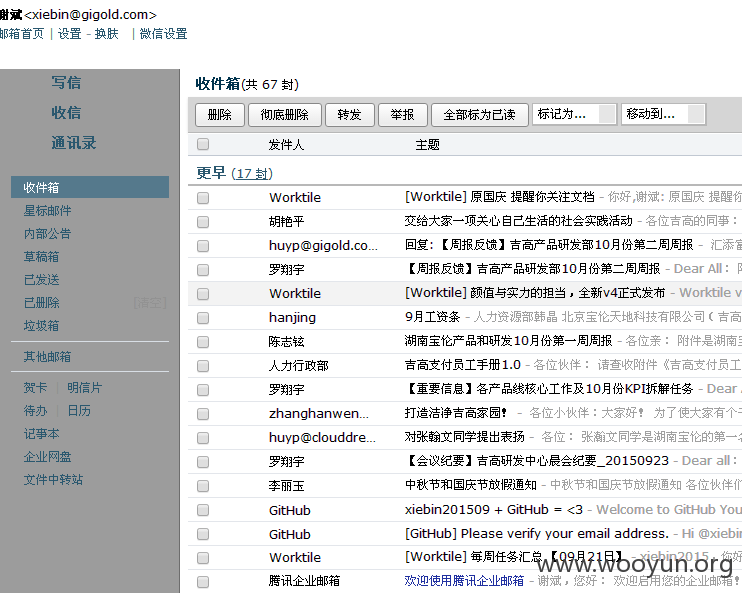 谢斌<xiebin@gigold.com>
邮箱首页 | 设置 - 换肤 | 微信设置
写信
收信
通讯录
收件箱
星标邮件
内部公告
草稿箱
已发送
已删除 [清空]
垃圾箱
其他邮箱
贺卡 | 明信片
待办 | 日历
记事本
企业网盘
文件中转站
收件箱(共 67 封)
删除 彻底删除 转发 举报 全部标为已读 标记为... 移动到...
发件人 主题
更早 (17 封)
Worktile [Worktile] 原国庆 提醒你关注文档 - 你好,谢斌: 原国庆 提醒你
胡艳平 交给大家一项关心自己生活的社会实践活动 - 各位吉高的同事：
huyp@gigold.co... 回复:【周报反馈】吉高产品研发部10月份第二周周报 - 汇添富
罗翔宇 【周报反馈】吉高产品研发部10月份第二周周报 - Dear All：
Worktile [Worktile] 颜值与实力的担当，全新v4正式发布 - Worktile v
hanjing 9月工资条 - 人力资源部韩晶 北京宝伦天地科技有限公司（吉高
陈志铉 湖南宝伦产品和研发10月份第一周周报 - 各位亲： 附件是湖南宝
人力行政部 吉高支付员工手册1.0 - 各位伙伴： 请查收附件《吉高支付员工
罗翔宇 【重要信息】各产品线核心工作及10月份KPI拆解任务 - Dear
zhanghanwen... 打造洁净吉高家园！ - 各位小伙伴：大家好！ 为了使大家有个干
huyp@clouddre... 对张翰文同学提出表扬 - 各位： 张翰文同学是湖南宝伦的第一名
罗翔宇 【会议纪要】吉高研发中心晨会纪要_20150923 - Dear all：
李丽玉 中秋节和国庆节放假通知 - 中秋节和国庆节放假通知 各位伙伴们
GitHub xiebin201509 + GitHub = <3 - Welcome to GitHub You
GitHub [GitHub] Please verify your email address. - Hi @xiebin
Worktile [Worktile] 每周任务汇总【09月21日】 - xiebin2015，你好
腾讯企业邮箱 欢迎使用腾讯企业邮箱 - 谢斌，您好： 欢迎启用您的企业邮箱！
www.wooyun.org